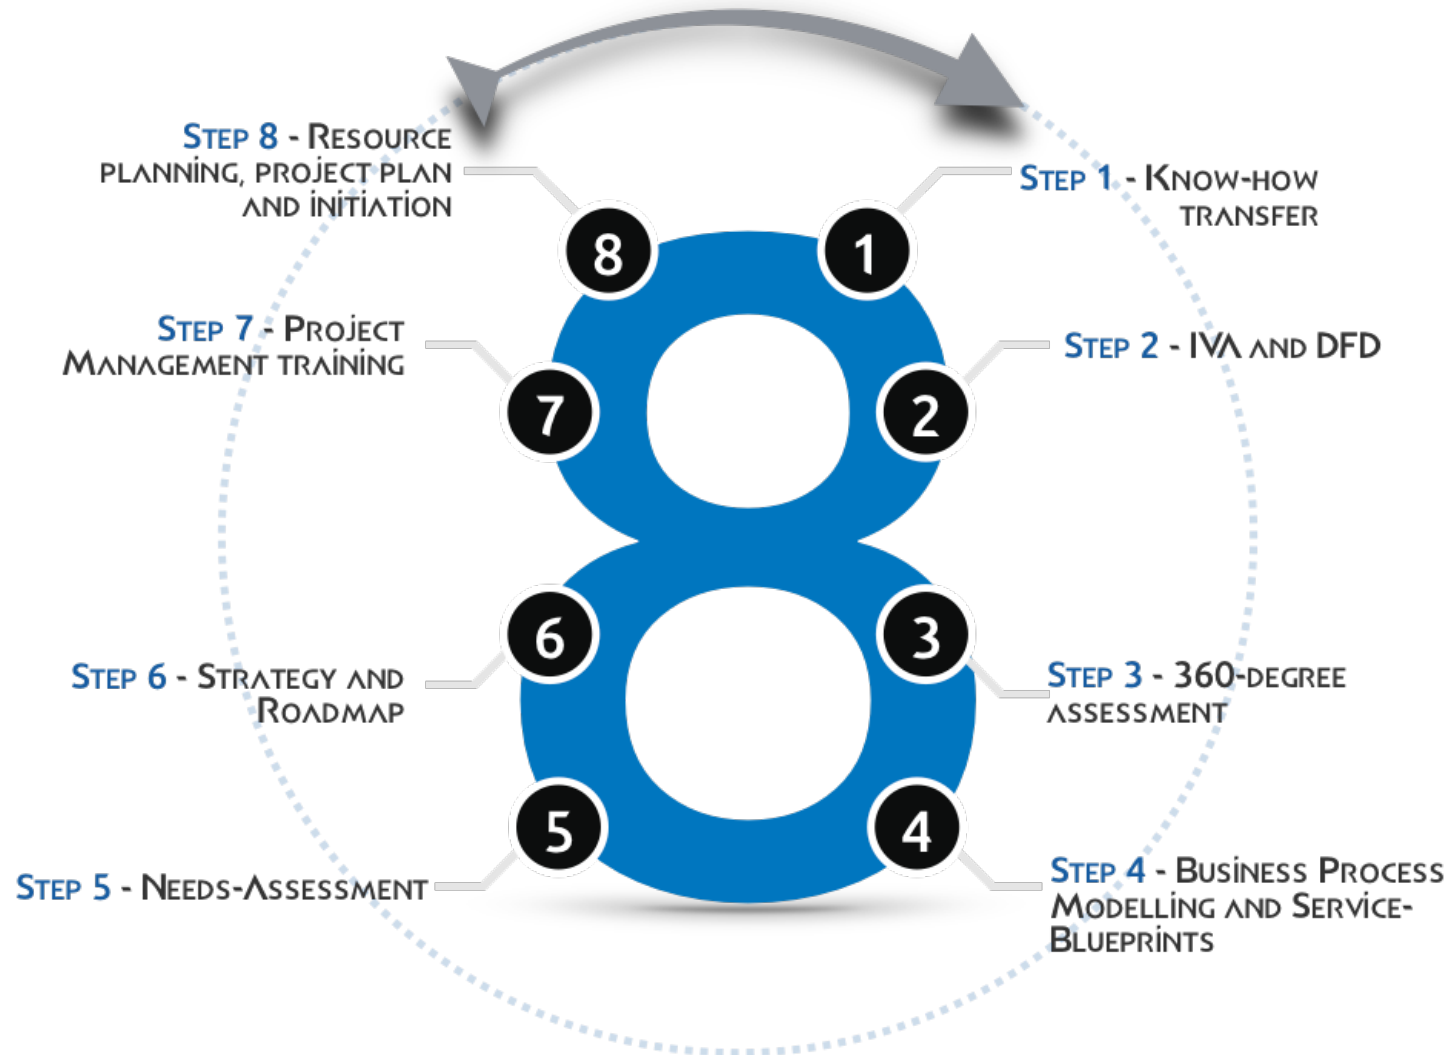 Step 1 - Know-how
transfer
Step 2 - IVA and DFD
Step 3 - 360-degree
assessment
Step 4 - Business Process
Modelling and Service-
Blueprints
Step 5 - Needs-Assessment
Step 6 - Strategy and
Roadmap
Step 7 - Project
Management training
Step 8 - Resource
planning, project plan
and initiation
8
1
7
2
6
3
5
4